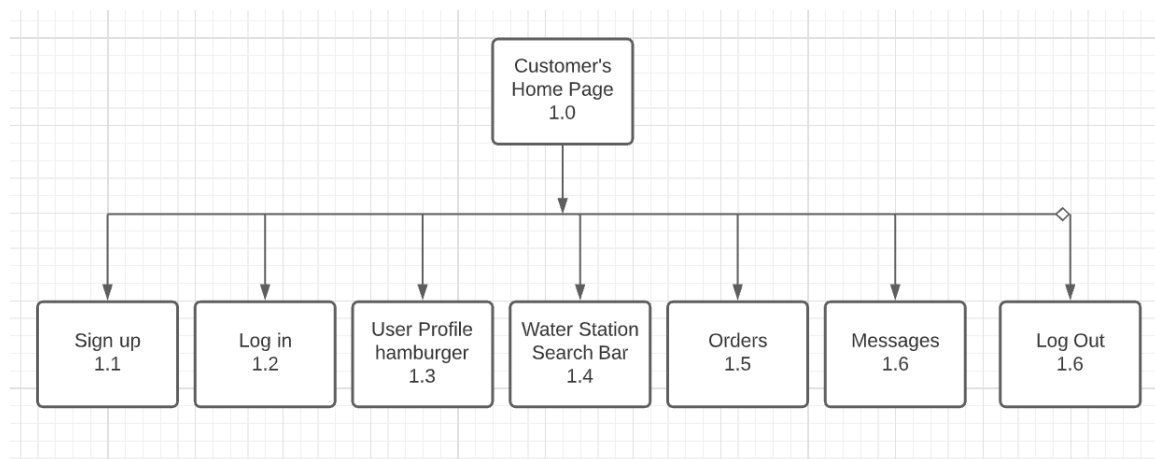 Customer's
Home Page
1.0
Sign up
1.1
Log in
1.2
User Profile
hamburger
1.3
Water Station
Search Bar
1.4
Orders
1.5
Messages
1.6
Log Out
1.6